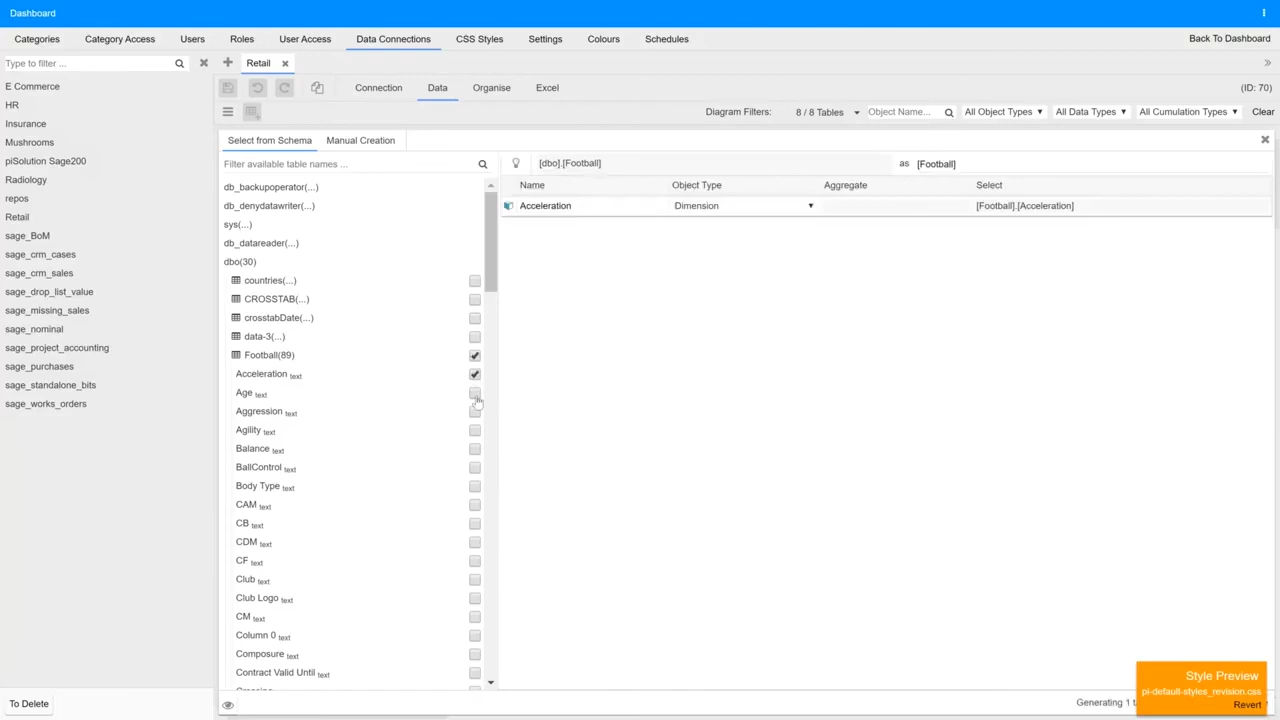 Dashboard
Categories Category Access Users Roles User Access Data Connections CSS Styles Settings Colours Schedules Back To Dashboard
Type to filter ...
Retail
E Commerce
HR
Insurance
Mushrooms
piSolution Sage200
Radiology
repos
Retail
sage_BoM
sage_crm_cases
sage_crm_sales
sage_drop_list_value
sage_missing_sales
sage_nominal
sage_project_accounting
sage_purchases
sage_standalone_bits
sage_works_orders
To Delete
Connection Data Organise Excel (ID: 70)
Diagram Filters: 8 / 8 Tables Object Name... All Object Types All Data Types All Cumulation Types Clear
Select from Schema Manual Creation
Filter available table names ...
db_backupoperator(...)
db_denydatawriter(...)
sys(...)
db_datareader(...)
dbo(30)
countries(...)
CROSSTAB(...)
crosstabDate(...)
data-3(...)
Football(89)
Acceleration text
Age text
Aggression text
Agility text
Balance text
BallControl text
Body Type text
CAM text
CB text
CDM text
CF text
Club text
Club Logo text
CM text
Column 0 text
Composure text
Contract Valid Until text
[dbo].[Football] as [Football]
Name Object Type Aggregate Select
Acceleration Dimension [Football].[Acceleration]
Generating 1
Style Preview
pi-default-styles_revision.css
Revert